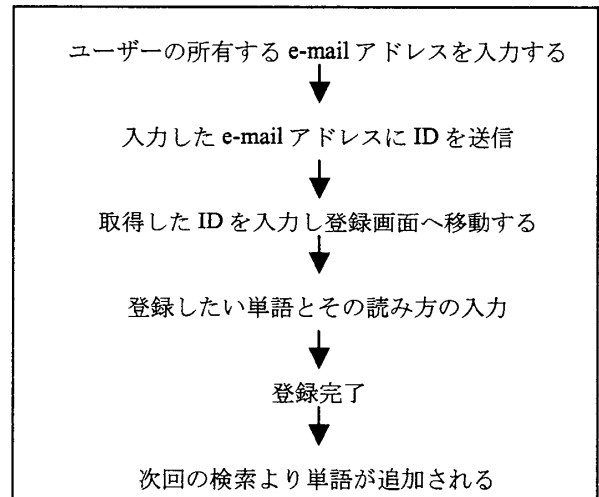 ユーザーの所有する e-mail アドレスを入力する
入力した e-mail アドレスに ID を送信
取得した ID を入力し登録画面へ移動する
登録したい単語とその読み方の入力
登録完了
次回の検索より単語が追加される